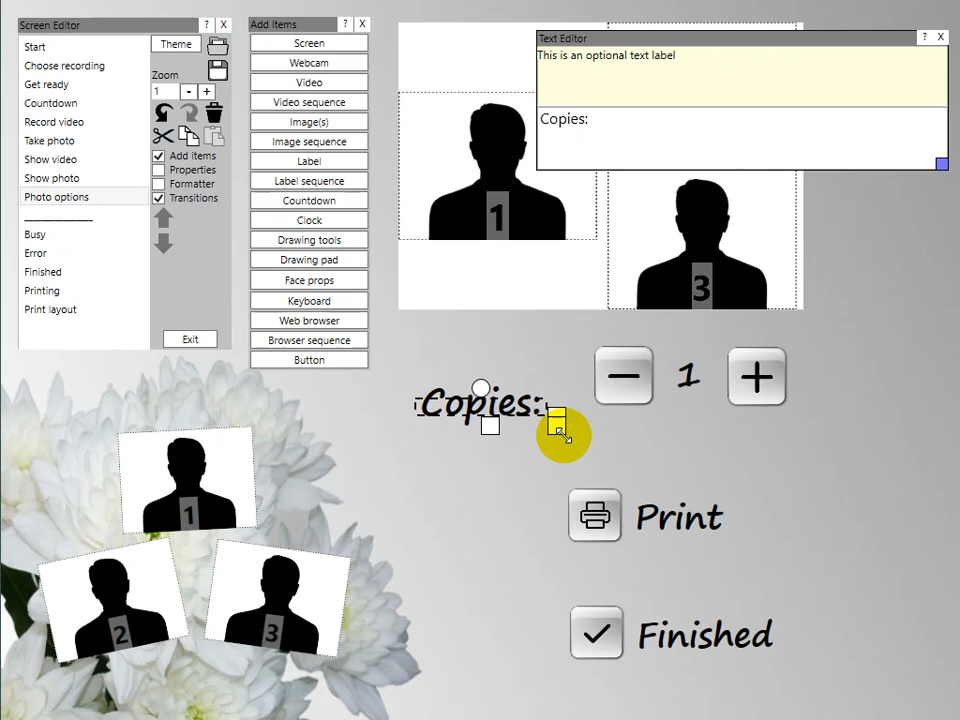 Screen Editor ? X
Start
Choose recording
Get ready
Countdown
Record video
Take photo
Show video
Show photo
Photo options
Busy
Error
Finished
Printing
Print layout
Theme
Zoom
1 - +
Add items
Properties
Formatter
Transitions
Exit
Add items ? X
Screen
Webcam
Video
Video sequence
Image(s)
Image sequence
Label
Label sequence
Countdown
Clock
Drawing tools
Drawing pad
Face props
Keyboard
Web browser
Browser sequence
Button
Text Editor ? X
This is an optional text label
Copies:
1
3
Copies:
1
Print
Finished
1
2
3